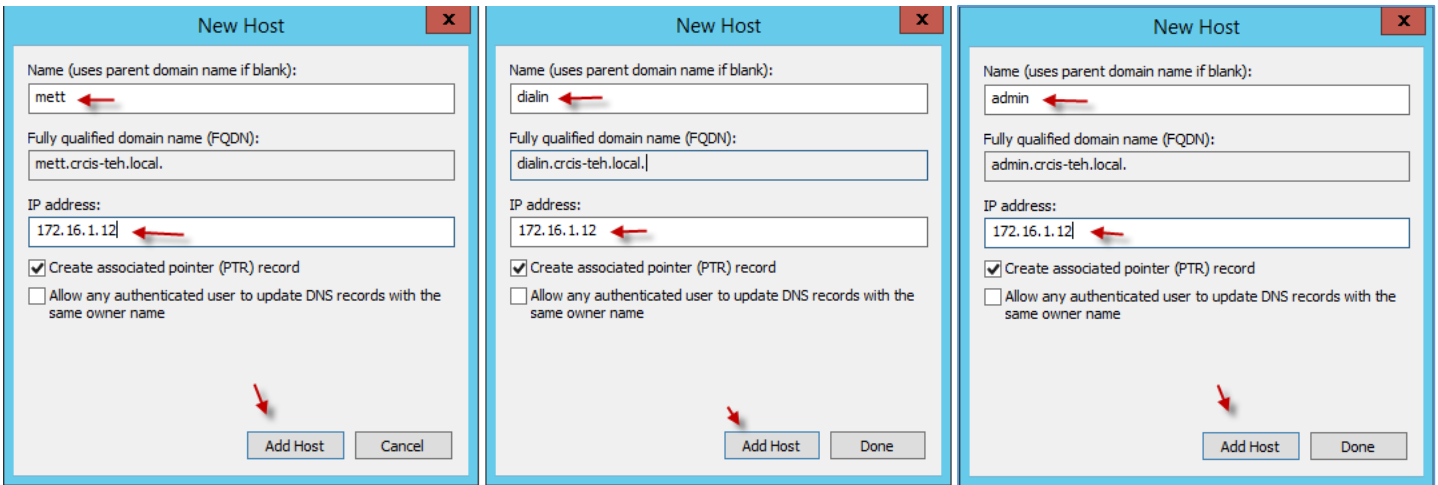 New Host
x
Name (uses parent domain name if blank):
mett
Fully qualified domain name (FQDN):
mett.crcis-teh.local.
IP address:
172.16.1.12
Create associated pointer (PTR) record
Allow any authenticated user to update DNS records with the
same owner name
Add Host
Cancel
New Host
x
Name (uses parent domain name if blank):
dialin
Fully qualified domain name (FQDN):
dialin.crcis-teh.local.
IP address:
172.16.1.12
Create associated pointer (PTR) record
Allow any authenticated user to update DNS records with the
same owner name
Add Host
Done
New Host
x
Name (uses parent domain name if blank):
admin
Fully qualified domain name (FQDN):
admin.crcis-teh.local.
IP address:
172.16.1.12
Create associated pointer (PTR) record
Allow any authenticated user to update DNS records with the
same owner name
Add Host
Done